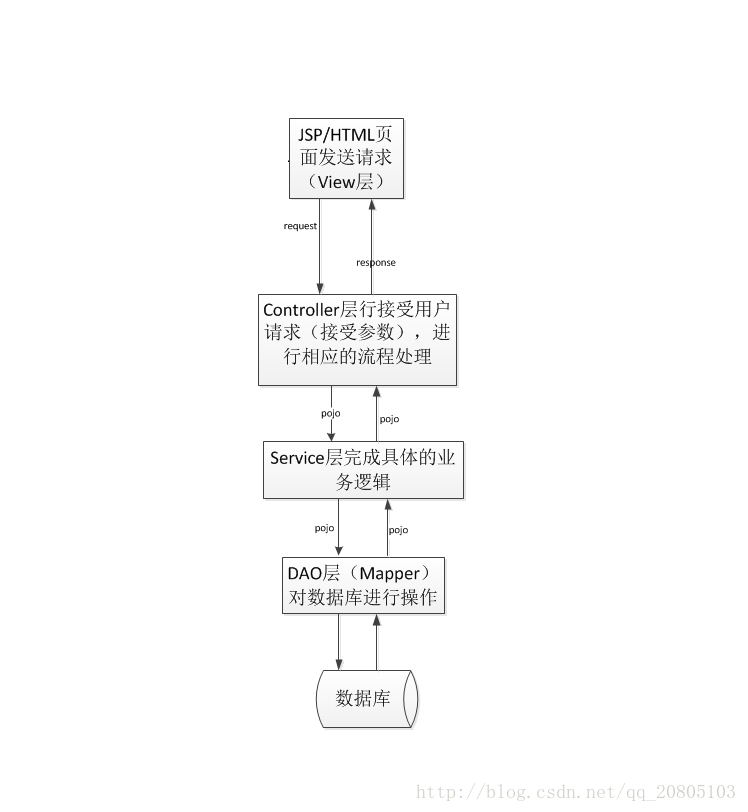 JSP/HTML页
面发送请求
（View层）
request
response
Controller层行接受用户
请求（接受参数），进
行相应的流程处理
pojo
pojo
Service层完成具体的业
务逻辑
pojo
pojo
DAO层（Mapper）
对数据库进行操作
数据库
http://blog.csdn.net/qq_20805103